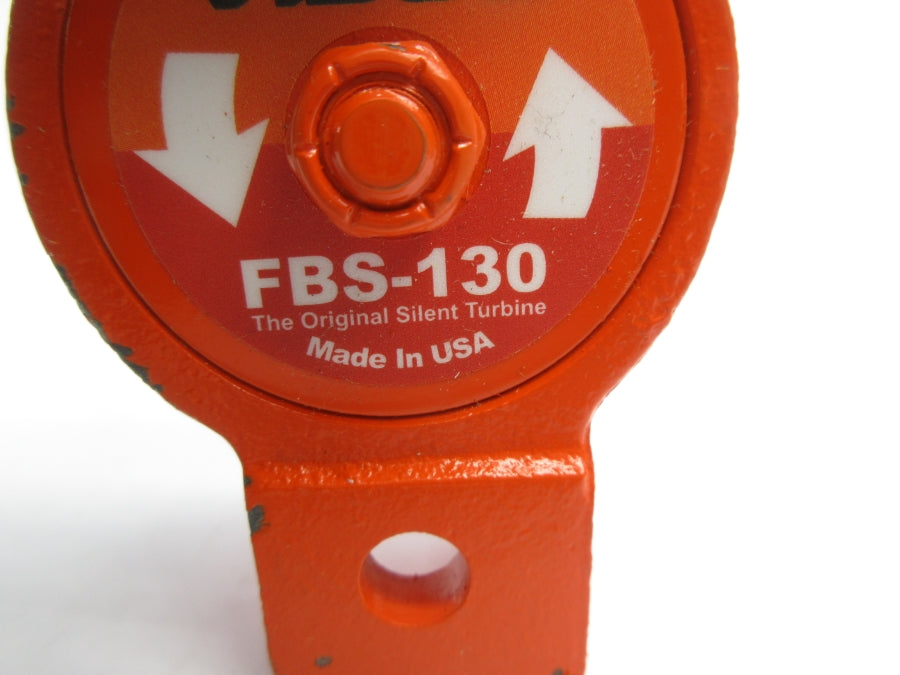 FBS-130
The Original Silent Turbine
Made In USA